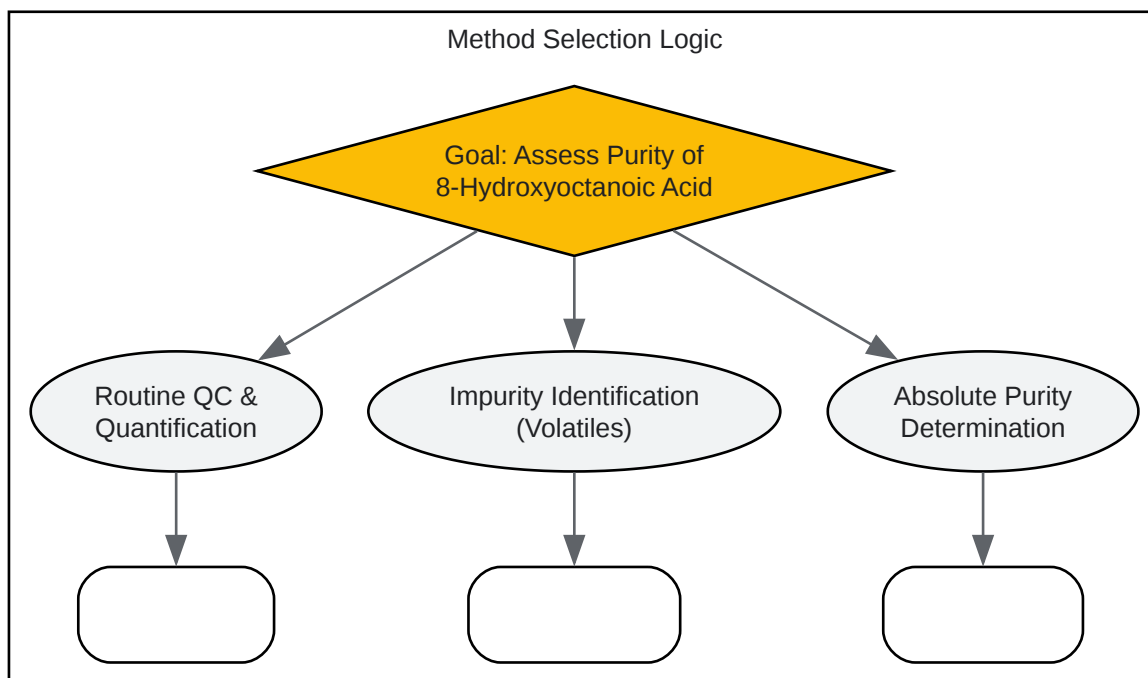 Method Selection Logic
Goal: Assess Purity of
8-Hydroxyoctanoic Acid
Routine QC &
Quantification
Impurity Identification
(Volatiles)
Absolute Purity
Determination